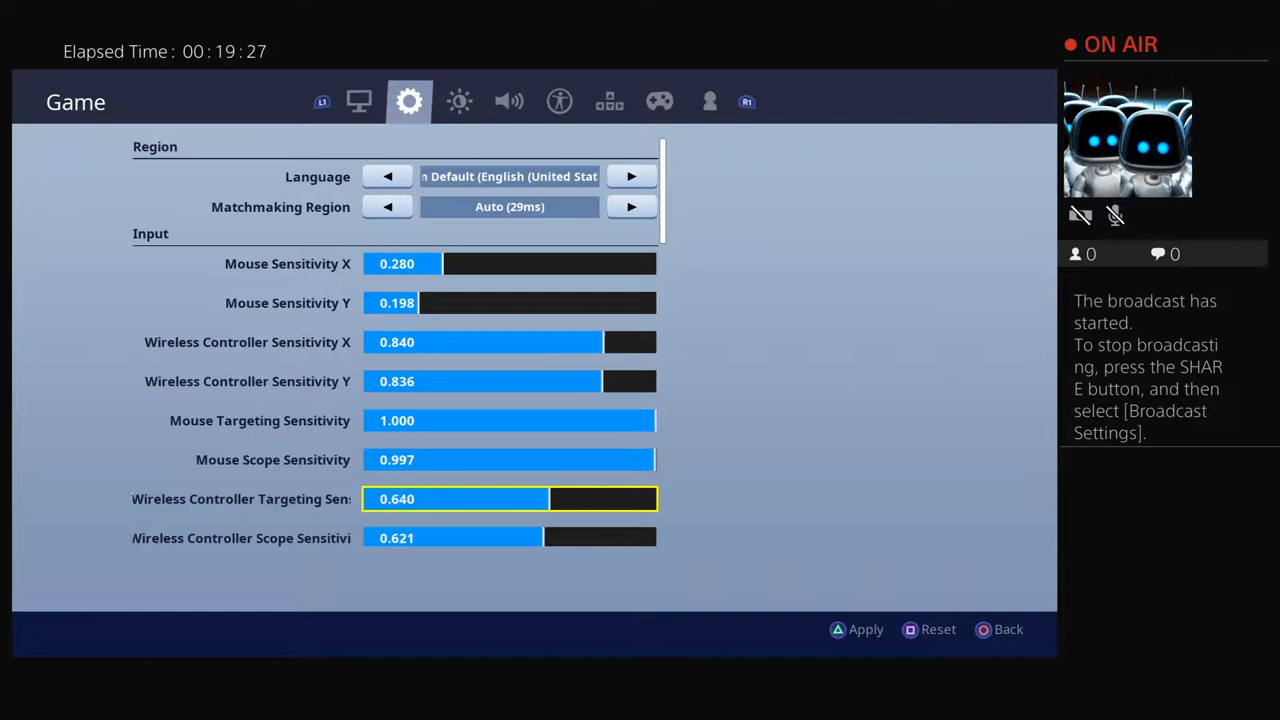 Elapsed Time: 00:19:27
ON AIR
Game
L1
R1
Region
Language
n Default (English (United Stat
Matchmaking Region
Auto (29ms)
Input
Mouse Sensitivity X
0.280
Mouse Sensitivity Y
0.198
Wireless Controller Sensitivity X
0.840
Wireless Controller Sensitivity Y
0.836
Mouse Targeting Sensitivity
1.000
Mouse Scope Sensitivity
0.997
Wireless Controller Targeting Sens
0.640
Wireless Controller Scope Sensitivi
0.621
Apply
Reset
Back
0
0
The broadcast has
started.
To stop broadcasti
ng, press the SHAR
E button, and then
select [Broadcast
Settings].